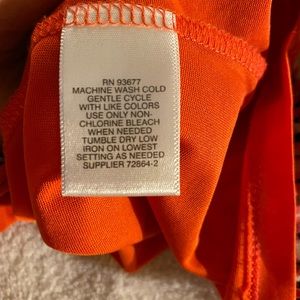 RN 93677
MACHINE WASH COLD
GENTLE CYCLE
WITH LIKE COLORS
USE ONLY NON-
CHLORINE BLEACH
WHEN NEEDED
TUMBLE DRY LOW
IRON ON LOWEST
SETTING AS NEEDED
SUPPLIER 72864-2